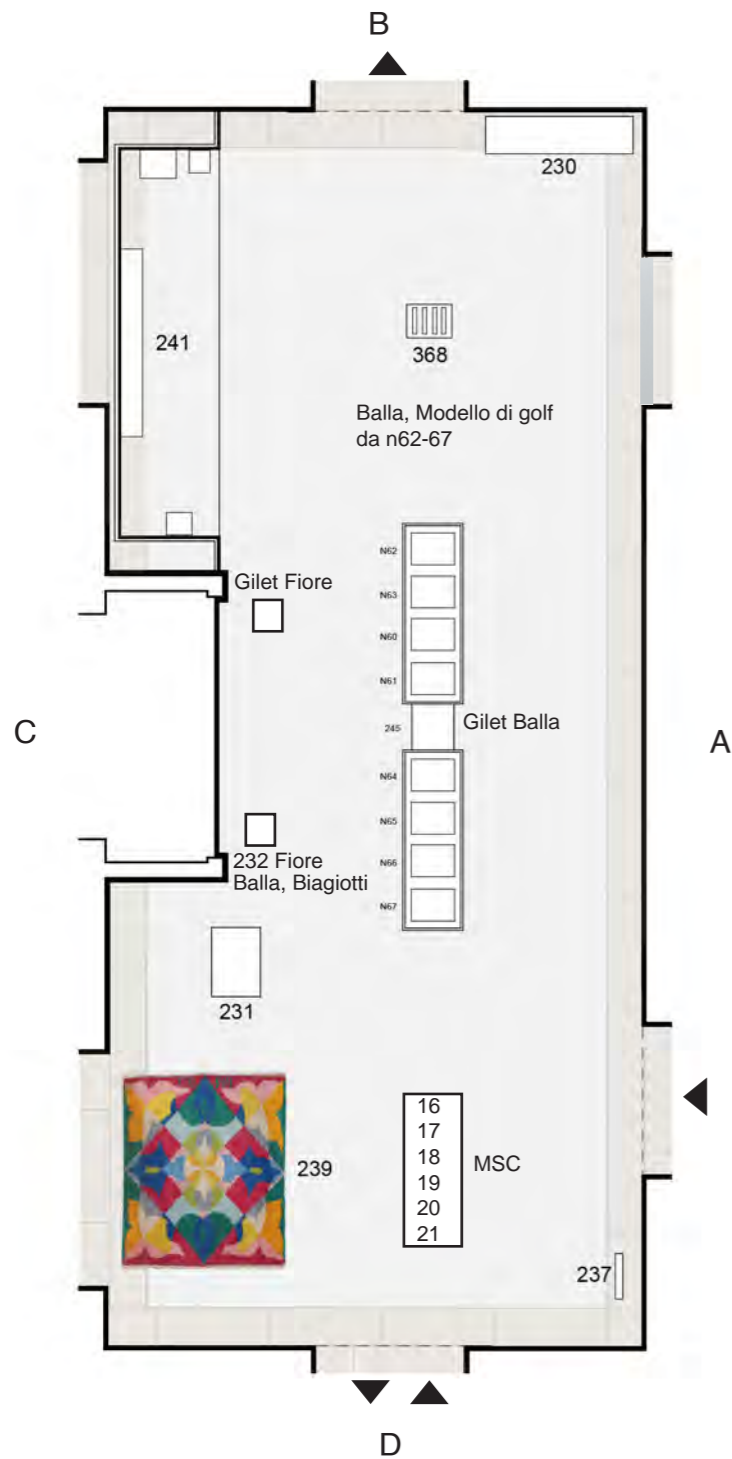 B
230
241
368
Balla, Modello di golf
da n62-67
N62
Gilet Fiore
N63
N60
N61
C
245
Gilet Balla
A
N64
N65
232 Fiore
Balla, Biagiotti
N66
N67
231
16
17
18
19
20
21
MSC
239
237
D